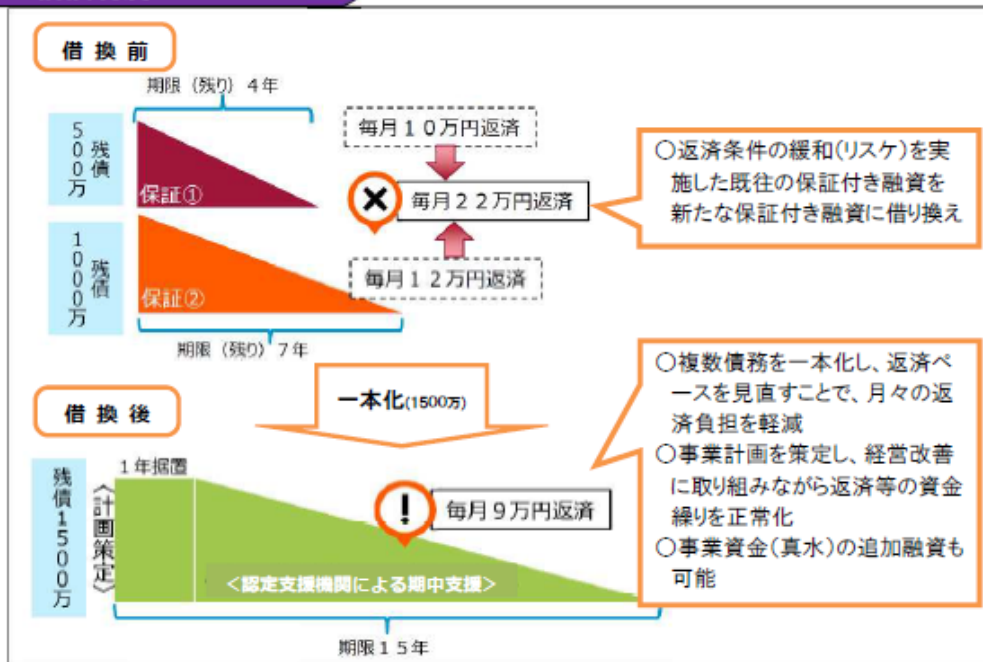 借換前
期限（残り）4年
残債
500万
保証①
毎月10万円返済
毎月22万円返済
毎月12万円返済
残債
1000万
保証②
期限（残り）7年
○返済条件の緩和(リスケ)を実
施した既往の保証付き融資を
新たな保証付き融資に借り換え
一本化(1500万)
借換後
残債1500万
〈計画策定〉
1年据置
毎月9万円返済
＜認定支援機関による期中支援＞
期限15年
○複数債務を一本化し、返済ペ
ースを見直すことで、月々の返
済負担を軽減
○事業計画を策定し、経営改善
に取り組みながら返済等の資金
繰りを正常化
○事業資金(真水)の追加融資も
可能